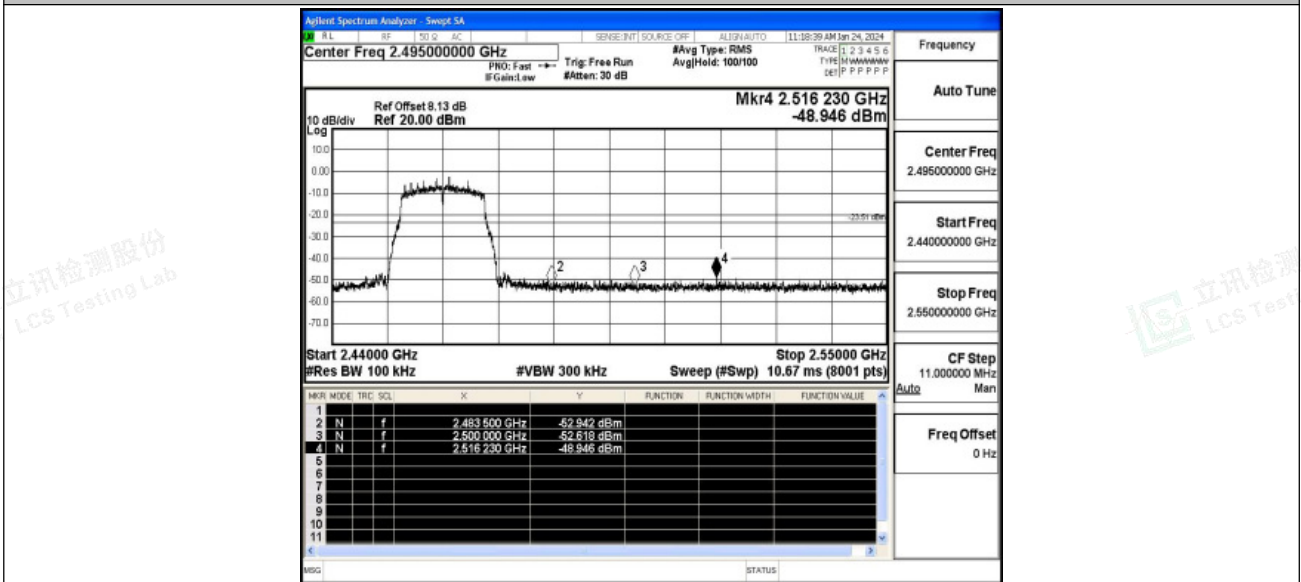 Agilent Spectrum Analyzer - Swept SA
RL RF 50 Ω AC SENSE:INT SOURCE OFF ALIGN AUTO 11:18:39 AM Jan 24, 2024
Center Freq 2.495000000 GHz
PNO: Fast
IFGain:Low
Trig: Free Run
#Atten: 30 dB
#Avg Type: RMS
Avg|Hold: 100/100
TRACE 1 2 3 4 5 6
TYPE M WWWWW
DET P P P P P P
Frequency
Auto Tune
Center Freq
2.495000000 GHz
Start Freq
2.440000000 GHz
Stop Freq
2.550000000 GHz
CF Step
11.000000 MHz
Auto Man
Freq Offset
0 Hz
Mkr4 2.516 230 GHz
-48.946 dBm
Ref Offset 8.13 dB
10 dB/div Ref 20.00 dBm
Log
10.0
0.00
-10.0
-20.0
-23.51 dBm
-30.0
-40.0
-50.0
-60.0
-70.0
2 3 4
Start 2.44000 GHz Stop 2.55000 GHz
#Res BW 100 kHz #VBW 300 kHz Sweep (#Swp) 10.67 ms (8001 pts)
MKR MODE TRC SCL X Y FUNCTION FUNCTION WIDTH FUNCTION VALUE
1
2 N f 2.483 500 GHz -52.942 dBm
3 N f 2.500 000 GHz -52.618 dBm
4 N f 2.516 230 GHz -48.946 dBm
5
6
7
8
9
10
11
MSG STATUS
立讯检测股份
LCS Testing Lab
立讯检测
LCS Testi